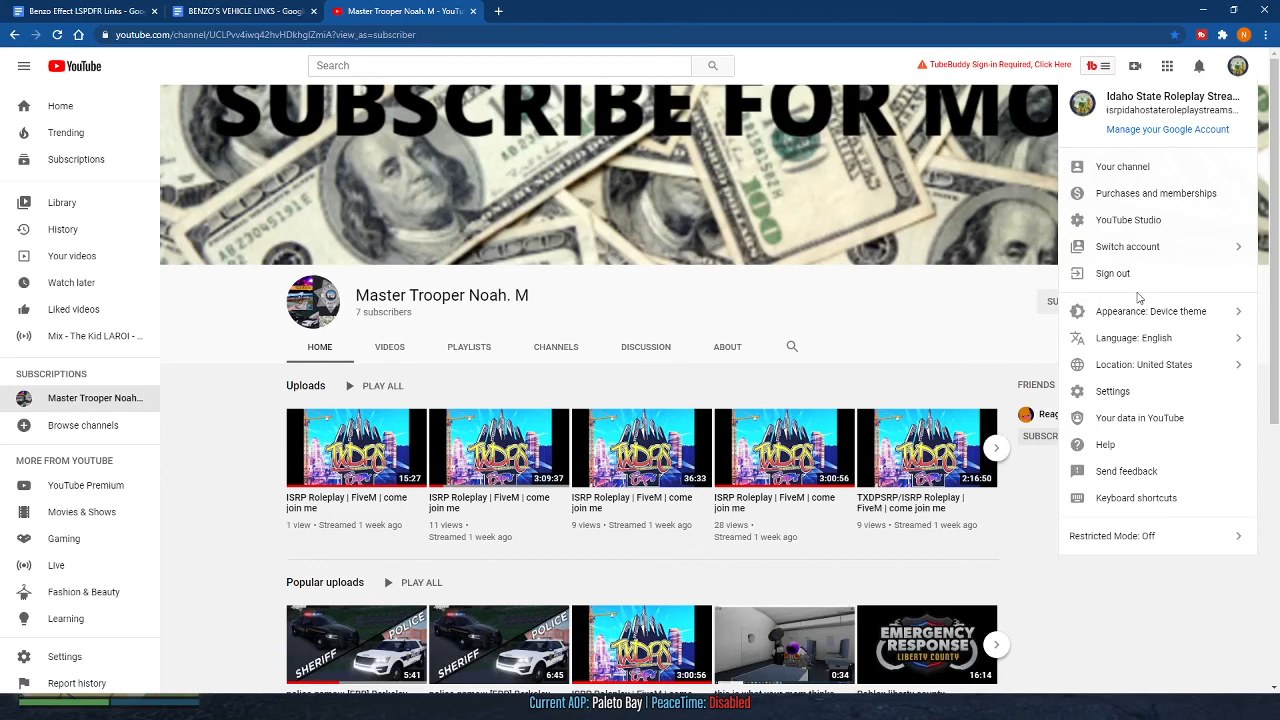 Benzo Effect LSPDFR Documents -
BENZO'S VEHICLE LINKS - Google
Master Trooper Noah. M - YouTube
youtube.com/channel/UCLPvv4iwq42hvHDkhgIZmiA?view_as=subscriber
N
YouTube
Search
TubeBuddy Sign-in Required, Click Here
tb
Home
Trending
Subscriptions
Library
History
Your videos
Watch later
Liked videos
Mix - The Kid LAROI - ...
SUBSCRIPTIONS
Master Trooper Noah...
Browse channels
MORE FROM YOUTUBE
YouTube Premium
Movies & Shows
Gaming
Live
Fashion & Beauty
Learning
Settings
Report history
SUBSCRIBE FOR MO
Master Trooper Noah. M
7 subscribers
SU
HOME
VIDEOS
PLAYLISTS
CHANNELS
DISCUSSION
ABOUT
Uploads
PLAY ALL
15:27
3:09:37
36:33
3:00:56
2:16:50
ISRP Roleplay | FiveM | come
join me
1 view • Streamed 1 week ago
ISRP Roleplay | FiveM | come
join me
11 views •
Streamed 1 week ago
ISRP Roleplay | FiveM | come
join me
9 views • Streamed 1 week ago
ISRP Roleplay | FiveM | come
join me
28 views •
Streamed 1 week ago
TXDPSRP/ISRP Roleplay |
FiveM | come join me
9 views • Streamed 1 week ago
FRIENDS
Reag
SUBSCR
Popular uploads
PLAY ALL
POLICE
SHERIFF
5:41
POLICE
SHERIFF
6:45
3:00:56
0:34
EMERGENCY
RESPONSE
LIBERTY COUNTY
16:14
Idaho State Roleplay Strea...
isrpidahostateroleplaystreams...
Manage your Google Account
Your channel
Purchases and memberships
YouTube Studio
Switch account
Sign out
Appearance: Device theme
Language: English
Location: United States
Settings
Your data in YouTube
Help
Send feedback
Keyboard shortcuts
Restricted Mode: Off
Current AOP: Paleto Bay | PeaceTime: Disabled